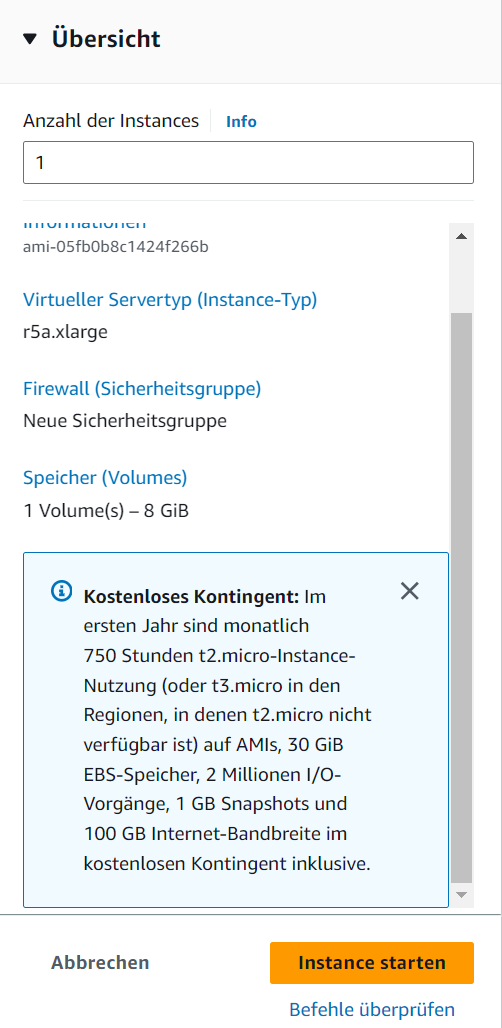 Übersicht
Anzahl der Instances Info
1
Informationen
ami-05fb0b8c1424f266b
Virtueller Servertyp (Instance-Typ)
r5a.xlarge
Firewall (Sicherheitsgruppe)
Neue Sicherheitsgruppe
Speicher (Volumes)
1 Volume(s) – 8 GiB
Kostenloses Kontingent: Im
ersten Jahr sind monatlich
750 Stunden t2.micro-Instance-
Nutzung (oder t3.micro in den
Regionen, in denen t2.micro nicht
verfügbar ist) auf AMIs, 30 GiB
EBS-Speicher, 2 Millionen I/O-
Vorgänge, 1 GB Snapshots und
100 GB Internet-Bandbreite im
kostenlosen Kontingent inklusive.
Abbrechen
Instance starten
Befehle überprüfen